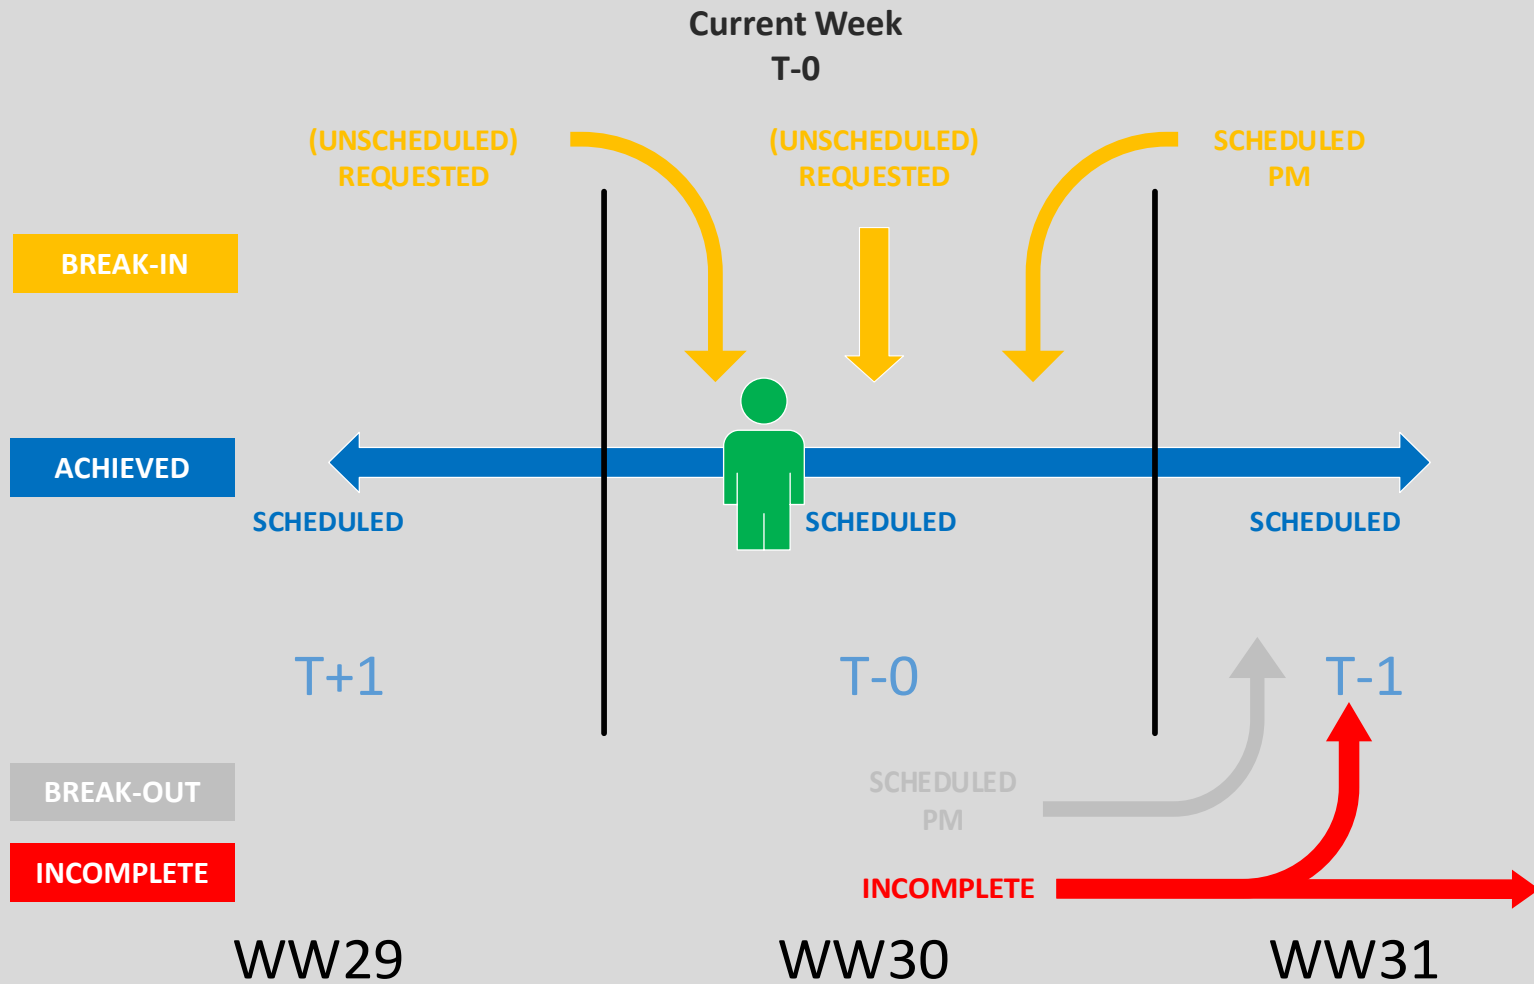 Current Week
T-0
(UNSCHEDULED)
REQUESTED
(UNSCHEDULED)
REQUESTED
SCHEDULED
PM
BREAK-IN
ACHIEVED
SCHEDULED
SCHEDULED
SCHEDULED
T+1
T-0
T-1
BREAK-OUT
SCHEDULED
PM
INCOMPLETE
INCOMPLETE
WW29
WW30
WW31